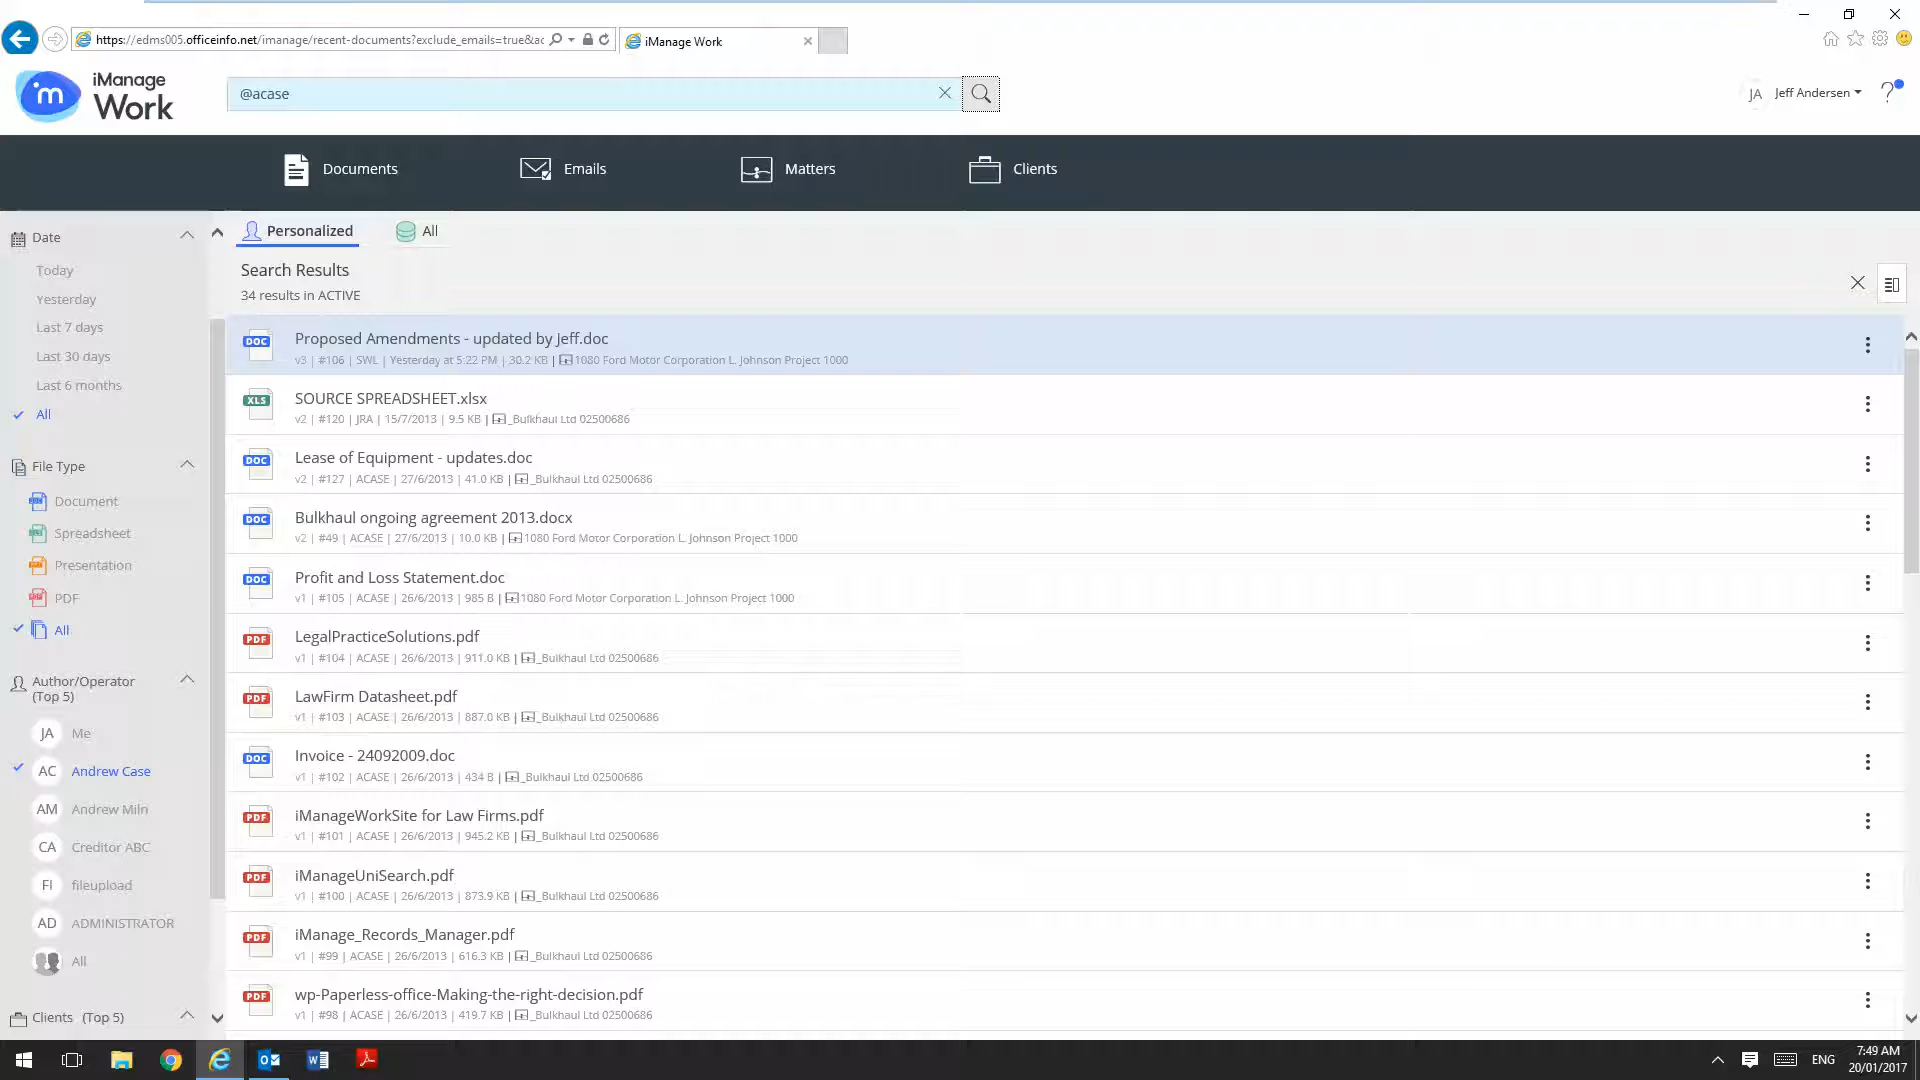 https://edms005.officeinfo.net/imanage/recent-documents?exclude_emails=true&ac
iManage Work
m
iManage
Work
@acase
JA
Jeff Andersen
?
Documents
Emails
Matters
Clients
Date
Today
Yesterday
Last 7 days
Last 30 days
Last 6 months
All
File Type
Document
Spreadsheet
Presentation
PDF
All
Author/Operator
(Top 5)
JA Me
AC Andrew Case
AM Andrew Miln
CA Creditor ABC
FI fileupload
AD ADMINISTRATOR
All
Clients (Top 5)
Personalized
All
Search Results
34 results in ACTIVE
DOC Proposed Amendments - updated by Jeff.doc
v3 | #106 | SWL | Yesterday at 5:22 PM | 30.2 KB | 1080 Ford Motor Corporation L. Johnson Project 1000
XLS SOURCE SPREADSHEET.xlsx
v2 | #120 | JRA | 15/7/2013 | 9.5 KB | _Bulkhaul Ltd 02500686
DOC Lease of Equipment - updates.doc
v2 | #127 | ACASE | 27/6/2013 | 41.0 KB | _Bulkhaul Ltd 02500686
DOC Bulkhaul ongoing agreement 2013.docx
v2 | #49 | ACASE | 27/6/2013 | 10.0 KB | 1080 Ford Motor Corporation L. Johnson Project 1000
DOC Profit and Loss Statement.doc
v1 | #105 | ACASE | 26/6/2013 | 985 B | 1080 Ford Motor Corporation L. Johnson Project 1000
PDF LegalPracticeSolutions.pdf
v1 | #104 | ACASE | 26/6/2013 | 911.0 KB | _Bulkhaul Ltd 02500686
PDF LawFirm Datasheet.pdf
v1 | #103 | ACASE | 26/6/2013 | 887.0 KB | _Bulkhaul Ltd 02500686
DOC Invoice - 24092009.doc
v1 | #102 | ACASE | 26/6/2013 | 434 B | _Bulkhaul Ltd 02500686
PDF iManageWorkSite for Law Firms.pdf
v1 | #101 | ACASE | 26/6/2013 | 945.2 KB | _Bulkhaul Ltd 02500686
PDF iManageUniSearch.pdf
v1 | #100 | ACASE | 26/6/2013 | 873.9 KB | _Bulkhaul Ltd 02500686
PDF iManage_Records_Manager.pdf
v1 | #99 | ACASE | 26/6/2013 | 616.3 KB | _Bulkhaul Ltd 02500686
PDF wp-Paperless-office-Making-the-right-decision.pdf
v1 | #98 | ACASE | 26/6/2013 | 419.7 KB | _Bulkhaul Ltd 02500686
ENG
7:49 AM
20/01/2017